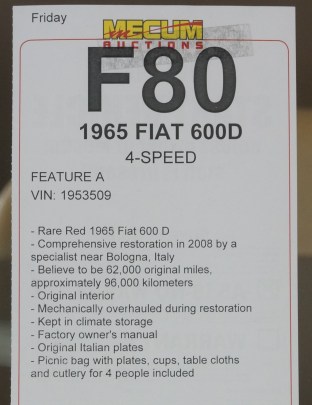 Friday
MECUM
AUCTIONS
F80
1965 FIAT 600D
4-SPEED
FEATURE A
VIN: 1953509
- Rare Red 1965 Fiat 600 D
- Comprehensive restoration in 2008 by a
specialist near Bologna, Italy
- Believe to be 62,000 original miles,
approximately 96,000 kilometers
- Original interior
- Mechanically overhauled during restoration
- Kept in climate storage
- Factory owner's manual
- Original Italian plates
- Picnic bag with plates, cups, table cloths
and cutlery for 4 people included